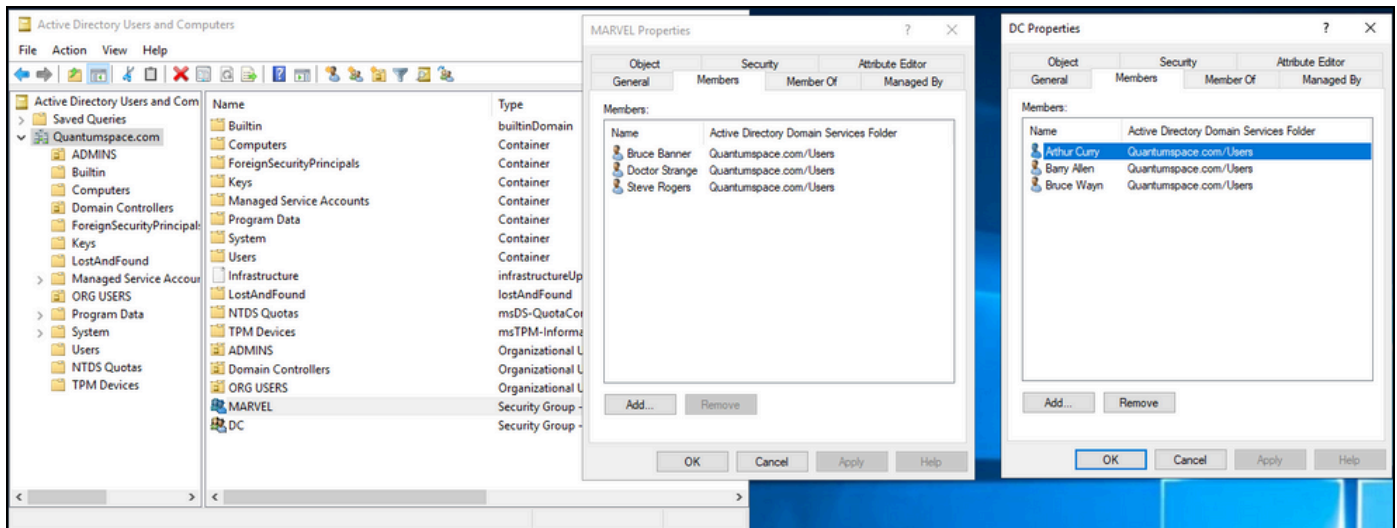 Active Directory Users and Computers
File Action View Help
Active Directory Users and Com
Saved Queries
Quantumspace.com
ADMINS
Builtin
Computers
Domain Controllers
ForeignSecurityPrincipals
Keys
LostAndFound
Managed Service Accour
ORG USERS
Program Data
System
Users
NTDS Quotas
TPM Devices
Name Type
Builtin builtinDomain
Computers Container
ForeignSecurityPrincipals Container
Keys Container
Managed Service Accounts Container
Program Data Container
System Container
Users Container
Infrastructure infrastructureUp
LostAndFound lostAndFound
NTDS Quotas msDS-QuotaCo
TPM Devices msTPM-Informa
ADMINS Organizational U
Domain Controllers Organizational U
ORG USERS Organizational U
MARVEL Security Group -
DC Security Group -
MARVEL Properties ? ×
Object Security Attribute Editor
General Members Member Of Managed By
Members:
Name Active Directory Domain Services Folder
Bruce Banner Quantumspace.com/Users
Doctor Strange Quantumspace.com/Users
Steve Rogers Quantumspace.com/Users
Add... Remove
OK Cancel Apply Help
DC Properties ? ×
Object Security Attribute Editor
General Members Member Of Managed By
Members:
Name Active Directory Domain Services Folder
Arthur Curry Quantumspace.com/Users
Barry Allen Quantumspace.com/Users
Bruce Wayn Quantumspace.com/Users
Add... Remove
OK Cancel Apply Help